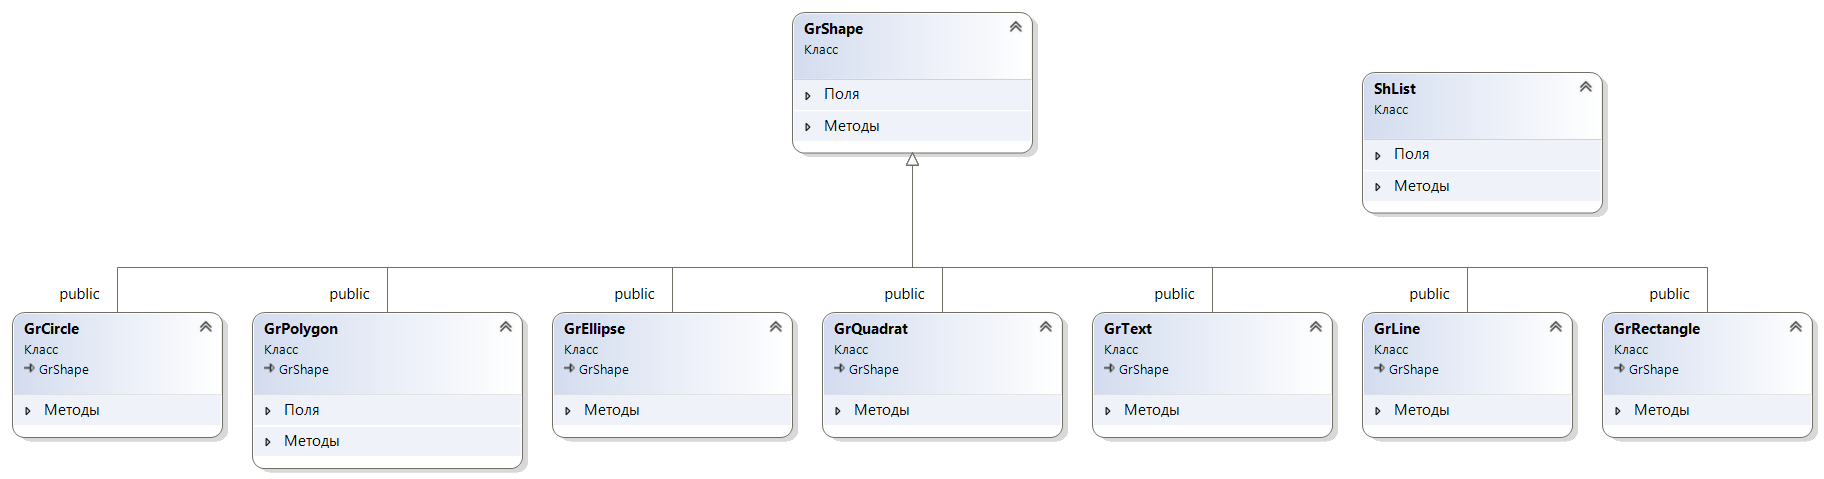 GrShape
Класс
Поля
Методы
ShList
Класс
Поля
Методы
public
public
public
public
public
public
public
GrCircle
Класс
GrShape
Методы
GrPolygon
Класс
GrShape
Поля
Методы
GrEllipse
Класс
GrShape
Методы
GrQuadrat
Класс
GrShape
Методы
GrText
Класс
GrShape
Методы
GrLine
Класс
GrShape
Методы
GrRectangle
Класс
GrShape
Методы